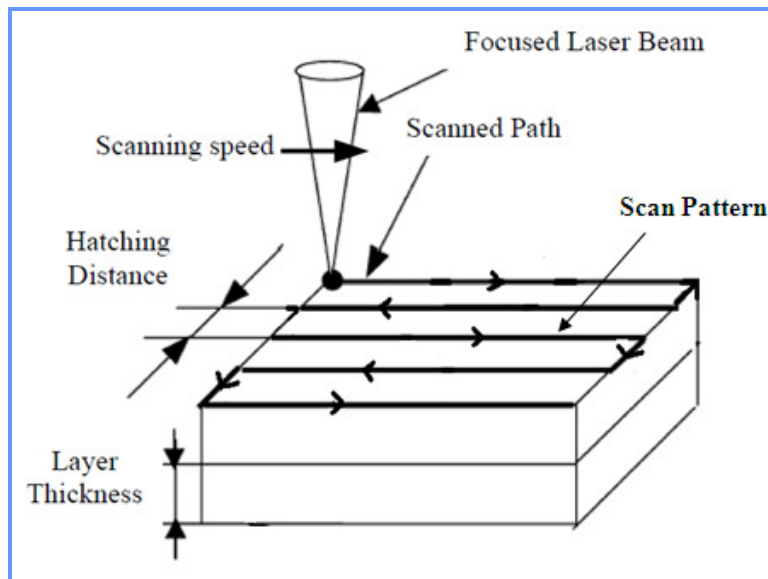 Focused Laser Beam
Scanned Path
Scanning speed
Scan Pattern
Hatching
Distance
Layer
Thickness